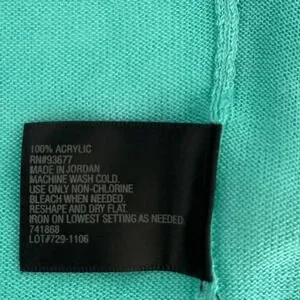 100% ACRYLIC
RN#93677
MADE IN JORDAN
MACHINE WASH COLD.
USE ONLY NON-CHLORINE
BLEACH WHEN NEEDED.
RESHAPE AND DRY FLAT.
IRON ON LOWEST SETTING AS NEEDED.
741868
LOT#729-1106